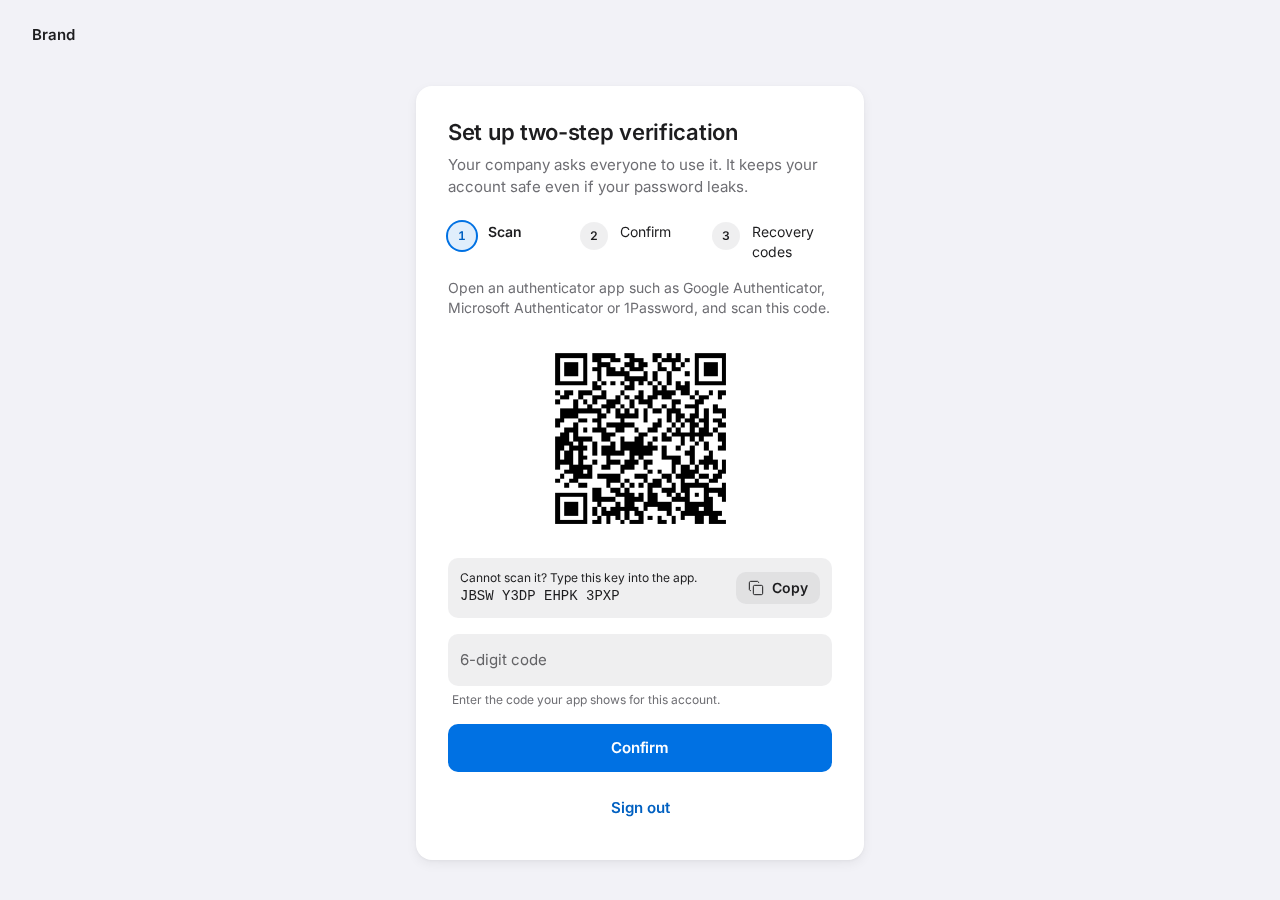 Brand
Set up two-step verification
Your company asks everyone to use it. It keeps your
account safe even if your password leaks.
1 Scan
2 Confirm
3 Recovery
codes
Open an authenticator app such as Google Authenticator,
Microsoft Authenticator or 1Password, and scan this code.
Cannot scan it? Type this key into the app.
JBSW Y3DP EHPK 3PXP
Copy
6-digit code
Enter the code your app shows for this account.
Confirm
Sign out